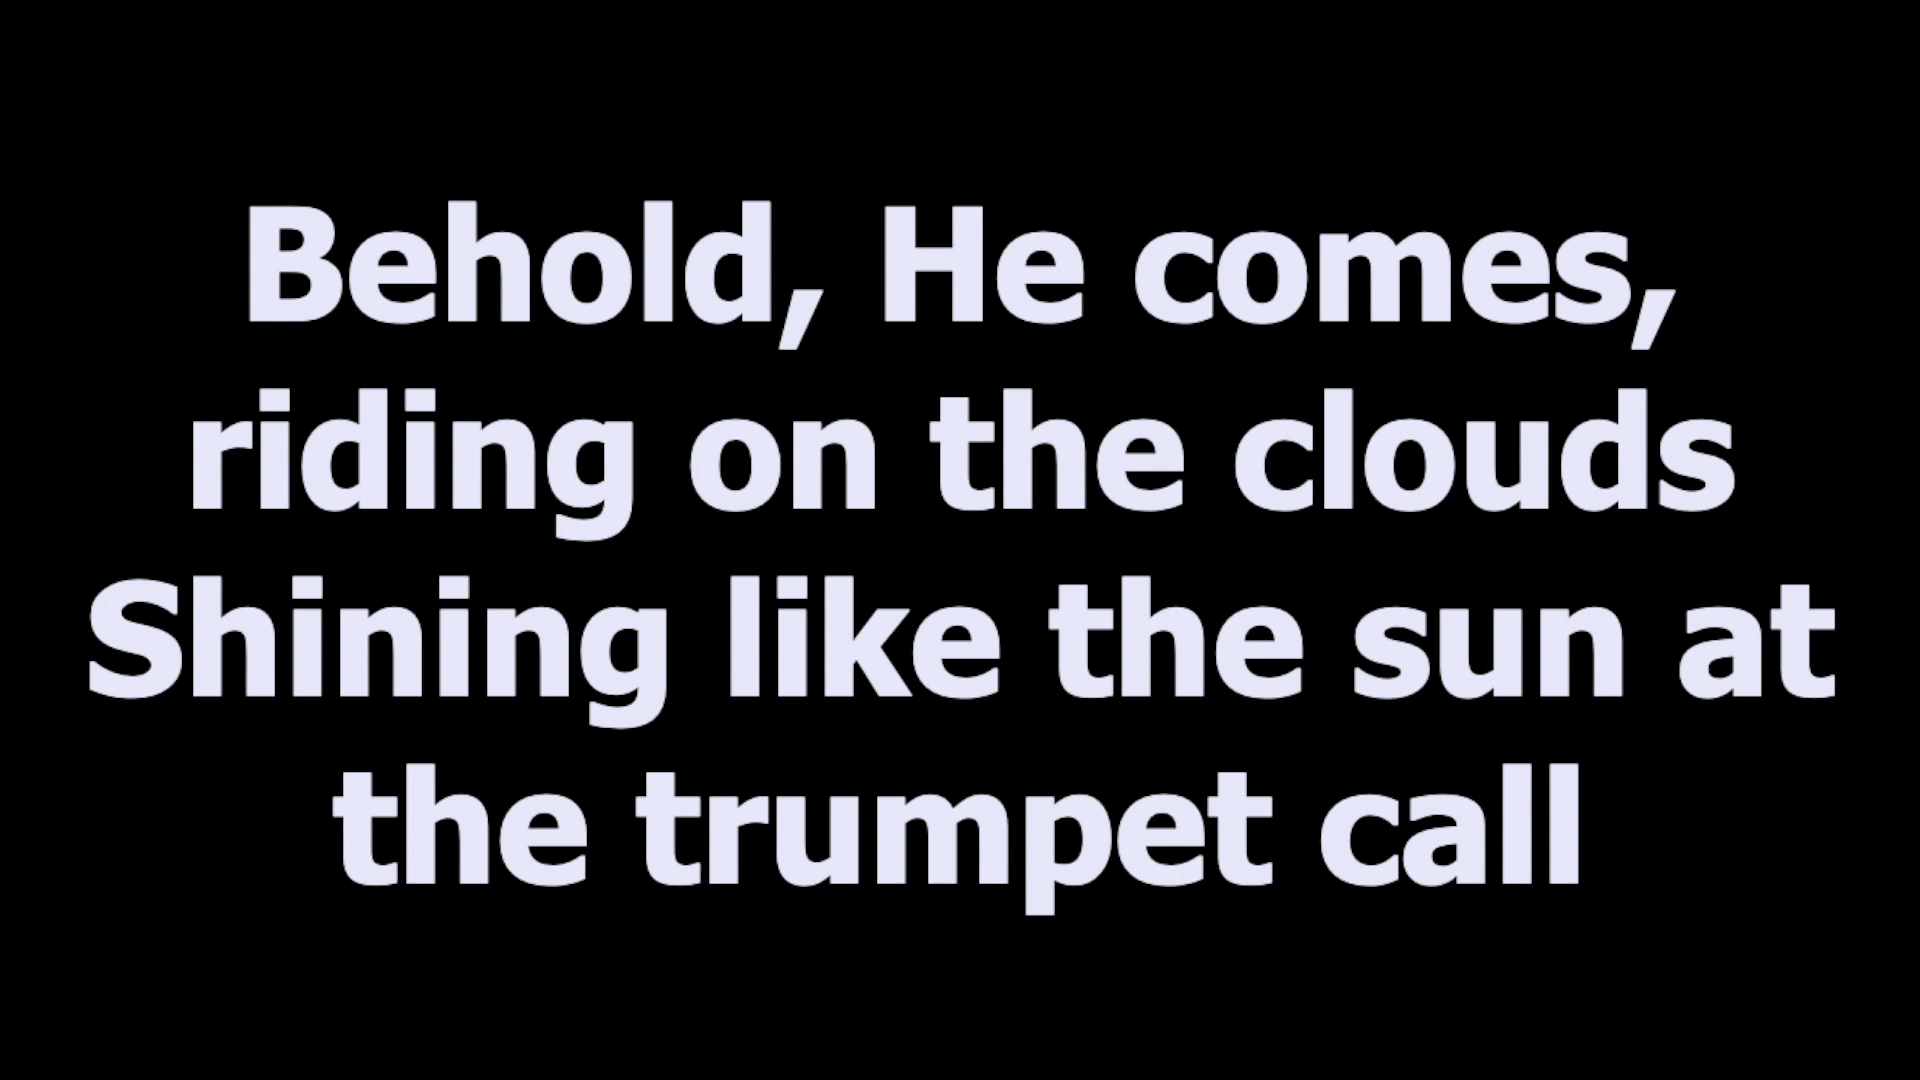 Behold, He comes,
riding on the clouds
Shining like the sun at
the trumpet call